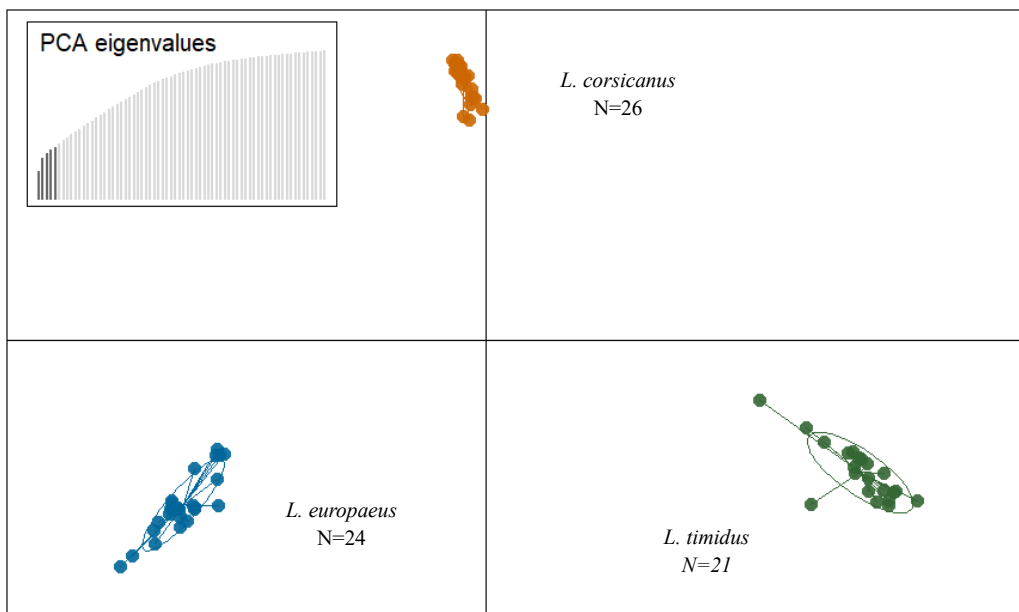 PCA eigenvalues
L. corsicanus
N=26
L. europaeus
N=24
L. timidus
N=21